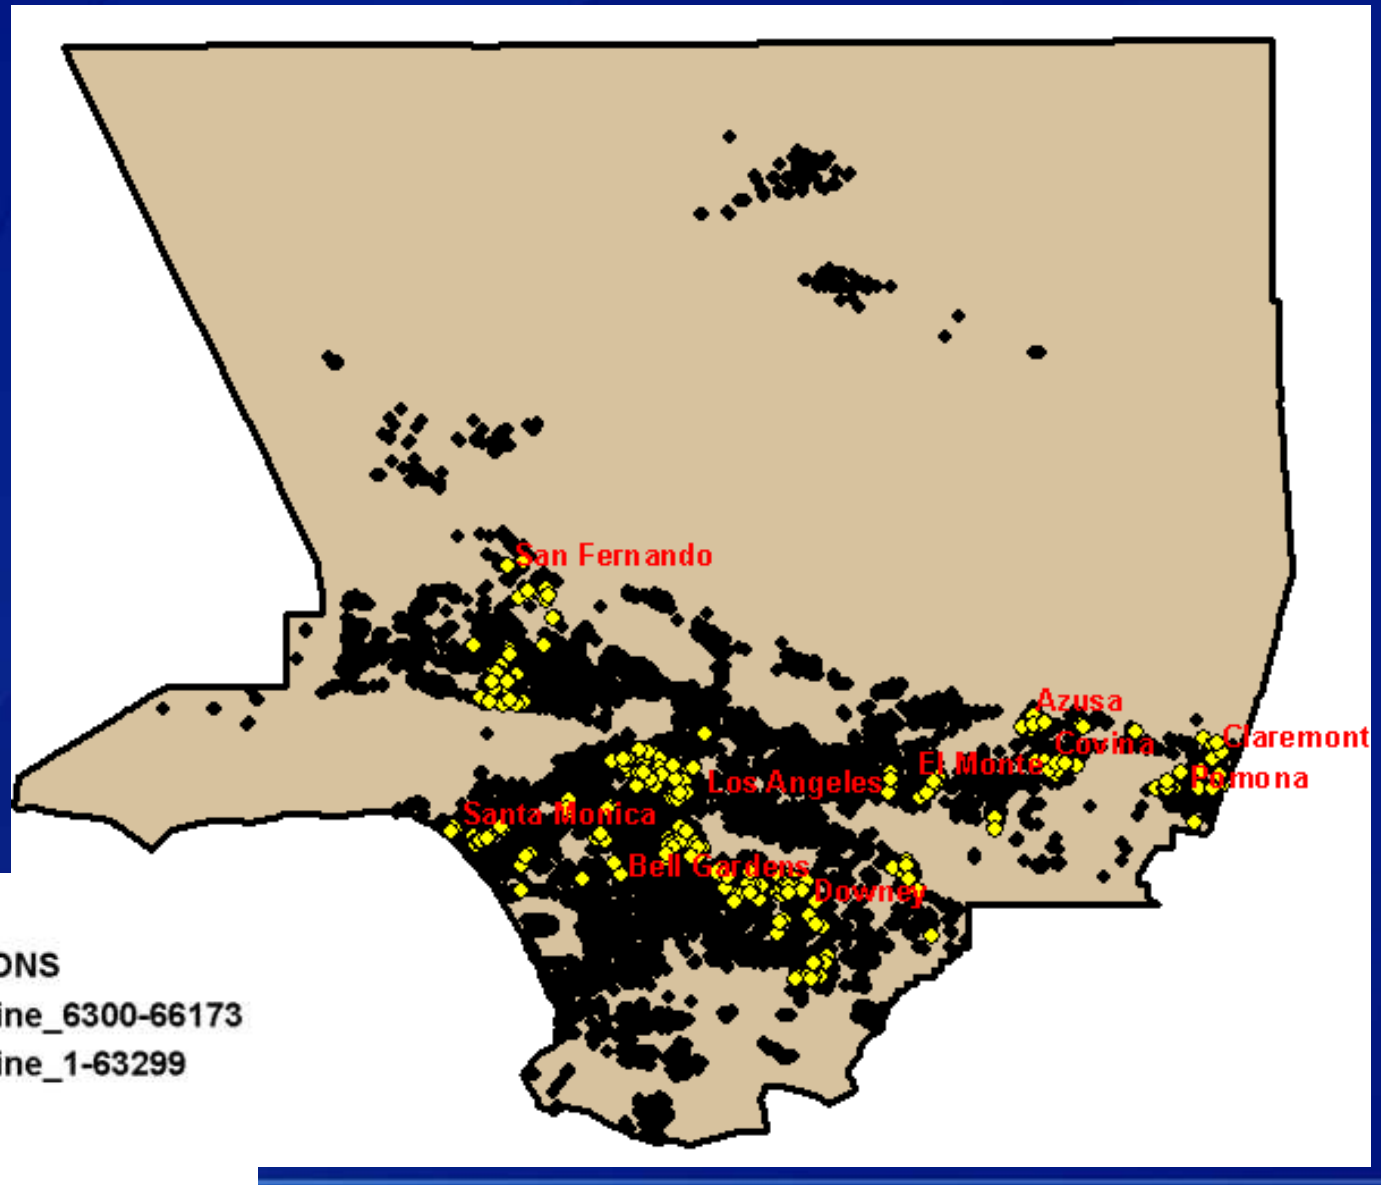 San Fernando
Azusa
Claremont
Covina
El Monte
Pomona
Los Angeles
Santa Monica
Bell Gardens
Downey
ONS
ine_6300-66173
ine_1-63299